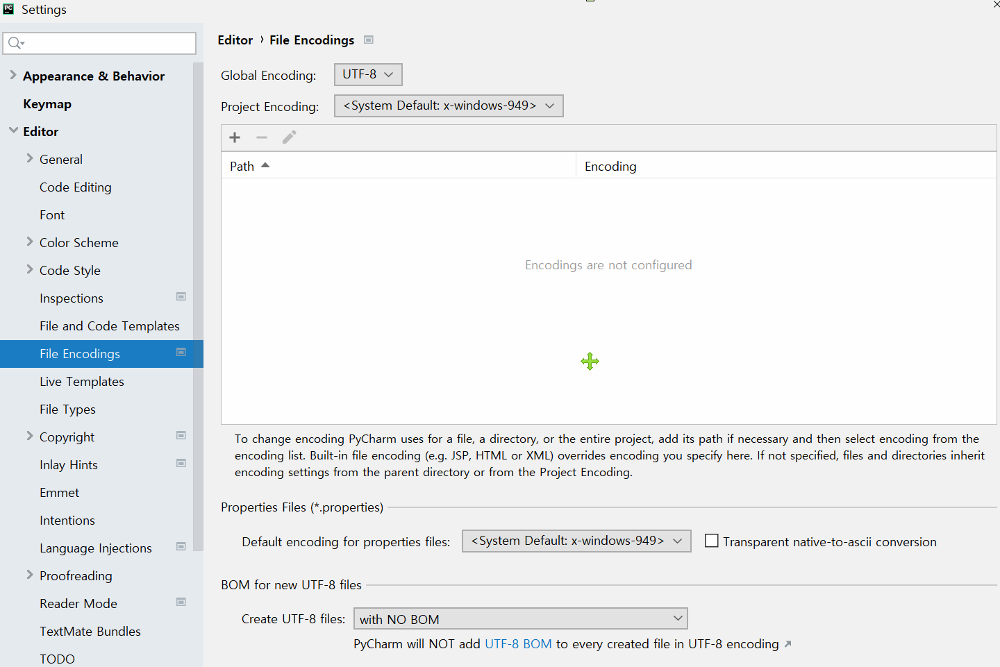 PC Settings
Appearance & Behavior
Keymap
Editor
General
Code Editing
Font
Color Scheme
Code Style
Inspections
File and Code Templates
File Encodings
Live Templates
File Types
Copyright
Inlay Hints
Emmet
Intentions
Language Injections
Proofreading
Reader Mode
TextMate Bundles
TODO
Editor › File Encodings
Global Encoding: UTF-8
Project Encoding: <System Default: x-windows-949>
Path Encoding
Encodings are not configured
To change encoding PyCharm uses for a file, a directory, or the entire project, add its path if necessary and then select encoding from the
encoding list. Built-in file encoding (e.g. JSP, HTML or XML) overrides encoding you specify here. If not specified, files and directories inherit
encoding settings from the parent directory or from the Project Encoding.
Properties Files (*.properties)
Default encoding for properties files: <System Default: x-windows-949> Transparent native-to-ascii conversion
BOM for new UTF-8 files
Create UTF-8 files: with NO BOM
PyCharm will NOT add UTF-8 BOM to every created file in UTF-8 encoding